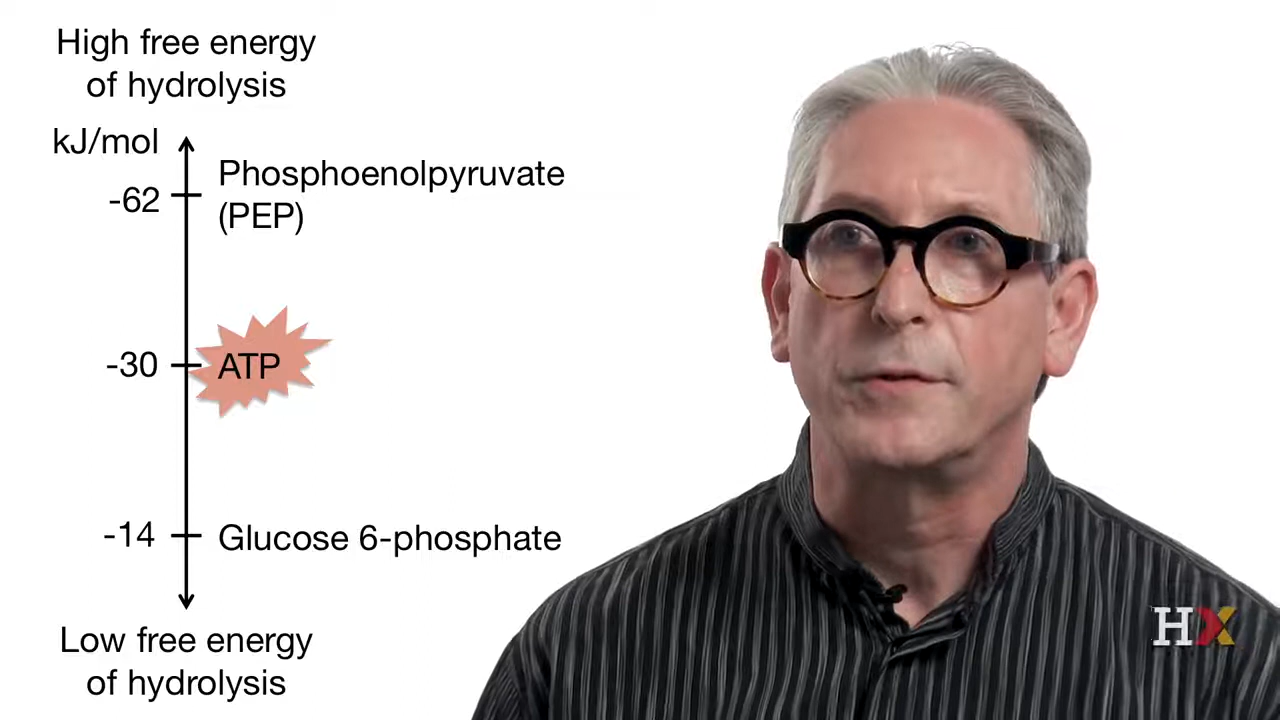 High free energy
of hydrolysis
kJ/mol
Phosphoenolpyruvate
-62
(PEP)
-30
ATP
-14
Glucose 6-phosphate
Low free energy
of hydrolysis
HX